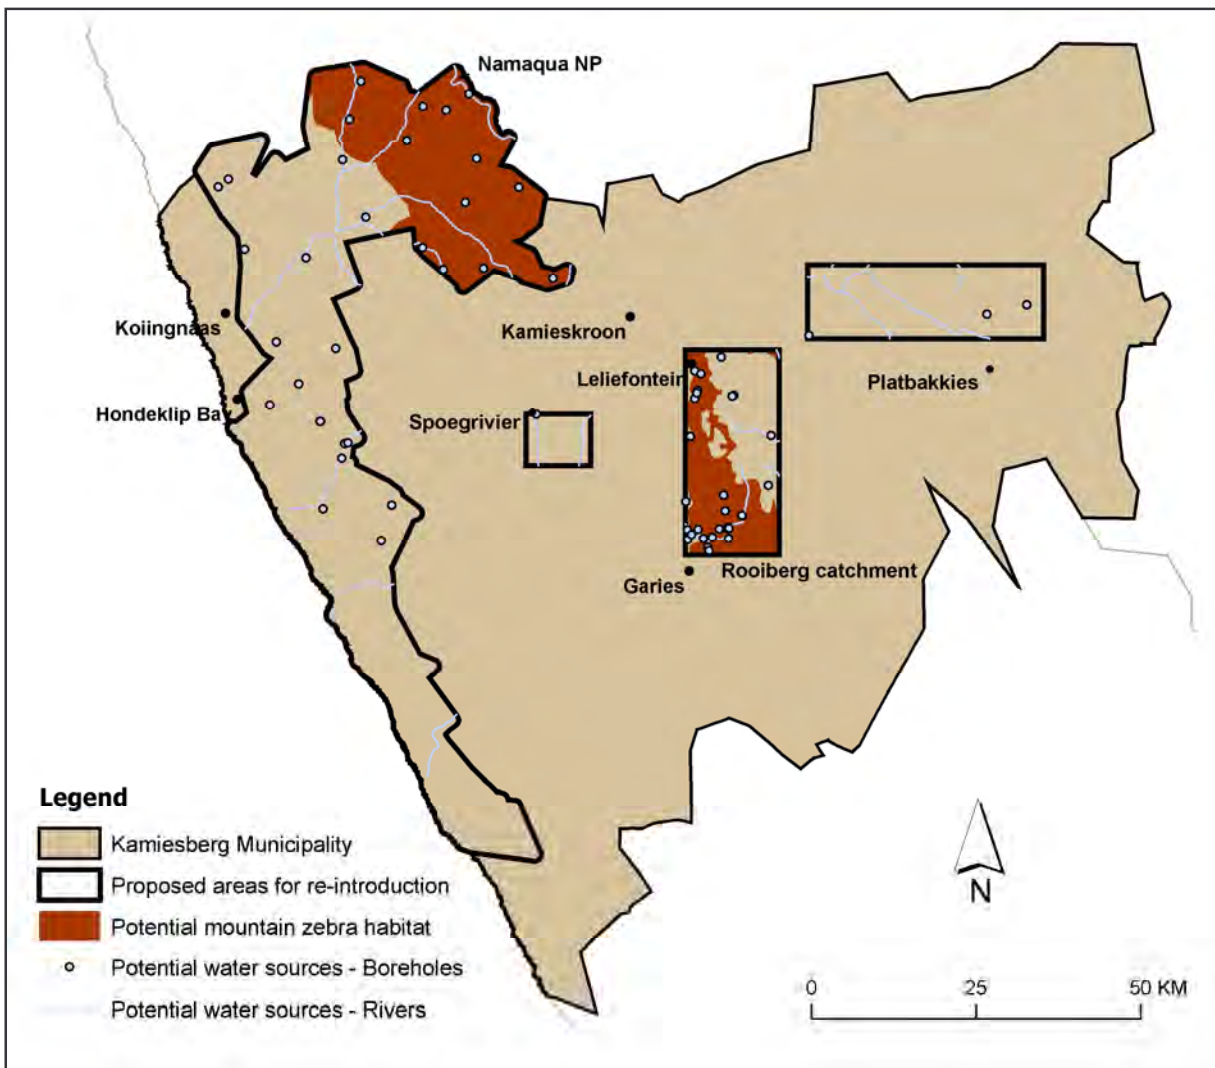 Namaqua NP
Koiingnaas
Kamieskroon
Hondeklip Ba
Leliefontein
Platbakkies
Spoegrivier
Garies
Rooiberg catchment
Legend
Kamiesberg Municipality
Proposed areas for re-introduction
Potential mountain zebra habitat
Potential water sources - Boreholes
Potential water sources - Rivers
N
0 25 50 KM